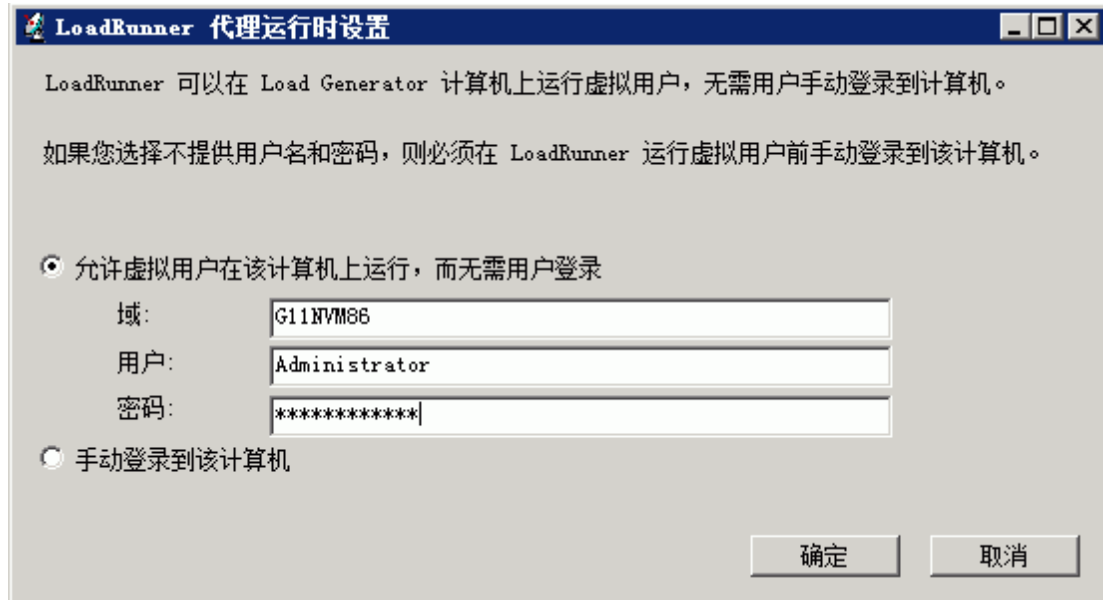 LoadRunner 代理运行时设置
LoadRunner 可以在 Load Generator 计算机上运行虚拟用户，无需用户手动登录到计算机。
如果您选择不提供用户名和密码，则必须在 LoadRunner 运行虚拟用户前手动登录到该计算机。
允许虚拟用户在该计算机上运行，而无需用户登录
域: G11NVM86
用户: Administrator
密码: ************
手动登录到该计算机
确定 取消